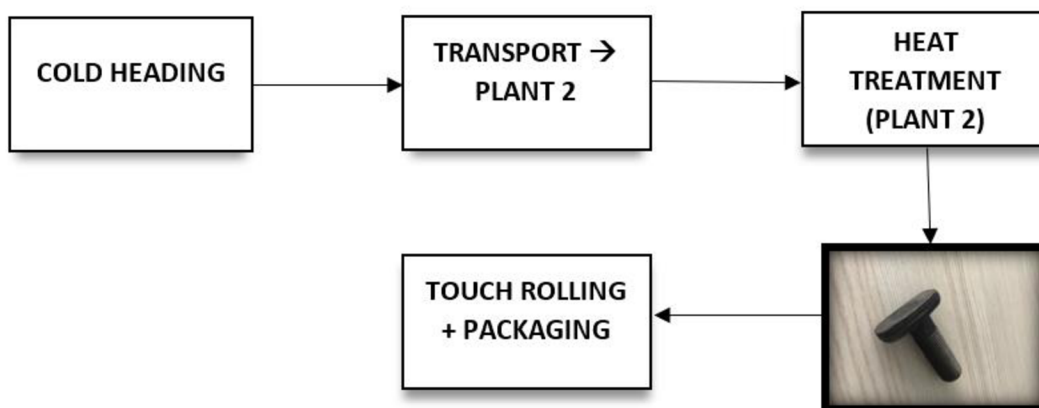 COLD HEADING
TRANSPORT →
PLANT 2
HEAT
TREATMENT
(PLANT 2)
TOUCH ROLLING
+ PACKAGING